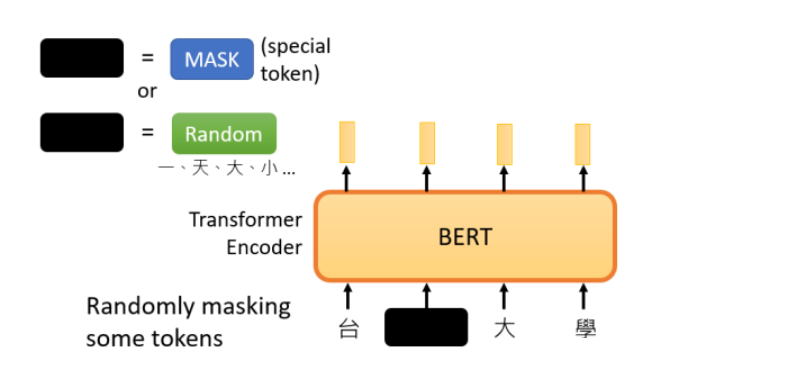 = MASK (special
token)
or
= Random
一、天、大、小 ...
Transformer
Encoder
BERT
Randomly masking
some tokens
台 大 學